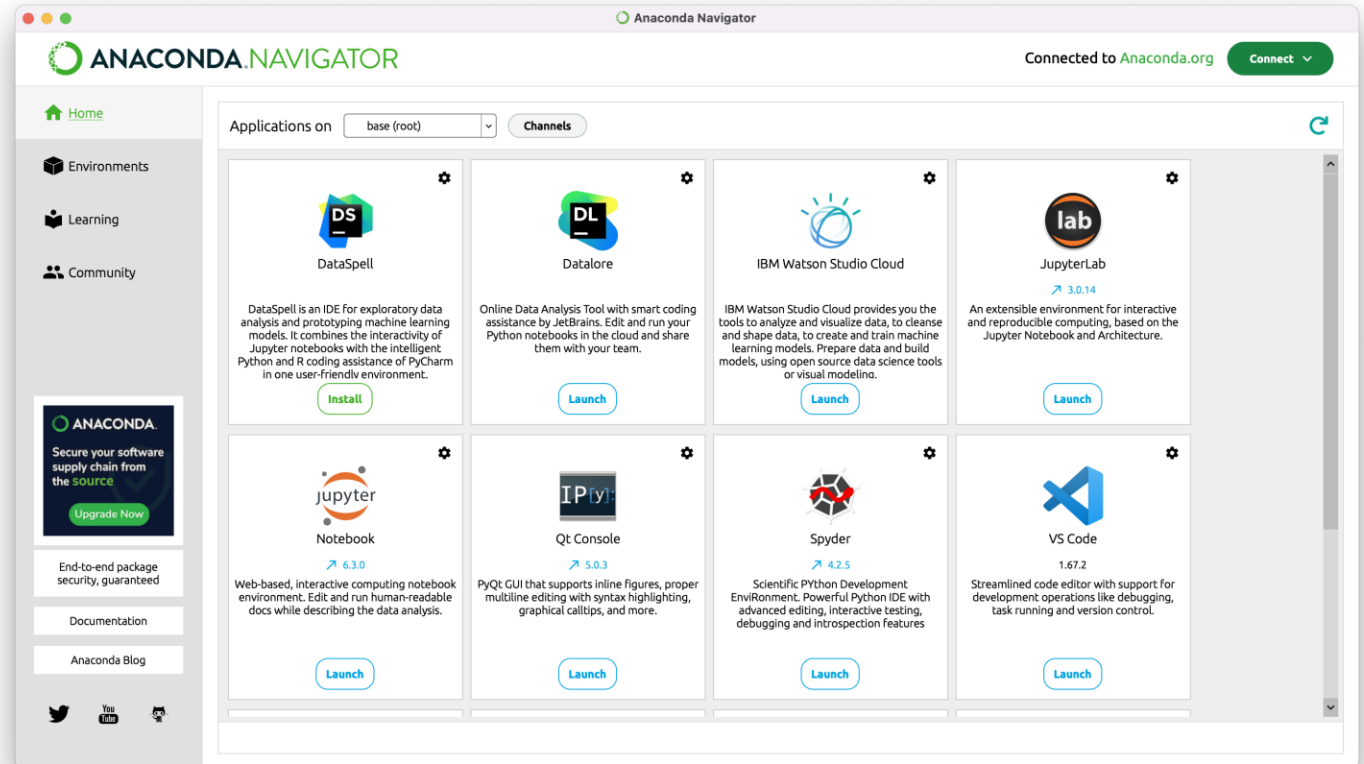 Anaconda Navigator
ANACONDA.NAVIGATOR
Connected to Anaconda.org
Connect
Home
Environments
Learning
Community
Applications on
base (root)
Channels
DS
DataSpell
DataSpell is an IDE for exploratory data
analysis and prototyping machine learning
models. It combines the interactivity of
Jupyter notebooks with the intelligent
Python and R coding assistance of PyCharm
in one user-friendly environment.
Install
DL
Datalore
Online Data Analysis Tool with smart coding
assistance by JetBrains. Edit and run your
Python notebooks in the cloud and share
them with your team.
Launch
IBM Watson Studio Cloud
IBM Watson Studio Cloud provides you the
tools to analyze and visualize data, to cleanse
and shape data, to create and train machine
learning models. Prepare data and build
models, using open source data science tools
or visual modeling.
Launch
lab
JupyterLab
3.0.14
An extensible environment for interactive
and reproducible computing, based on the
Jupyter Notebook and Architecture.
Launch
jupyter
Notebook
6.3.0
Web-based, interactive computing notebook
environment. Edit and run human-readable
docs while describing the data analysis.
Launch
IP[y]:
Qt Console
5.0.3
PyQt GUI that supports inline figures, proper
multiline editing with syntax highlighting,
graphical calltips, and more.
Launch
Spyder
4.2.5
Scientific PYthon Development
EnviRonment. Powerful Python IDE with
advanced editing, interactive testing,
debugging and introspection features
Launch
VS Code
1.67.2
Streamlined code editor with support for
development operations like debugging,
task running and version control.
Launch
ANACONDA.
Secure your software
supply chain from
the source
Upgrade Now
End-to-end package
security, guaranteed
Documentation
Anaconda Blog
You
Tube